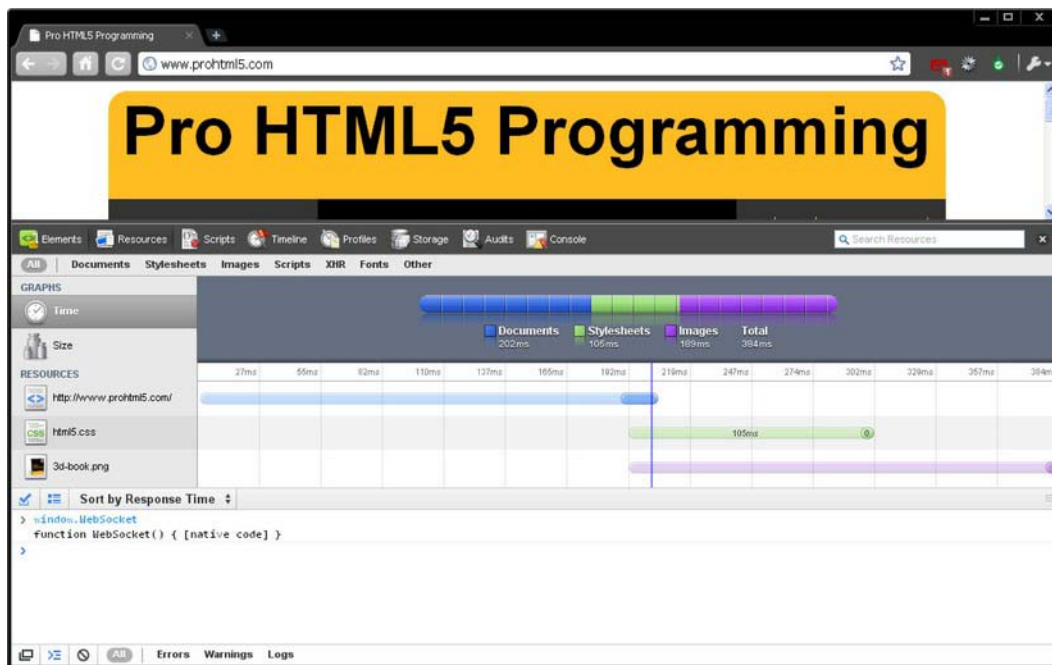 Pro HTML5 Programming
www.prohtml5.com
Pro HTML5 Programming
Elements Resources Scripts Timeline Profiles Storage Audits Console Search Resources
All Documents Stylesheets Images Scripts XHR Fonts Other
GRAPHS
Time
Documents Stylesheets Images Total
202ms 105ms 189ms 384ms
Size
RESOURCES 27ms 55ms 82ms 110ms 137ms 165ms 192ms 219ms 247ms 274ms 302ms 329ms 357ms
http://www.prohtml5.com/
html5.css 105ms
3d-book.png
Sort by Response Time
> window.WebSocket
function WebSocket() { [native code] }
>
All Errors Warnings Logs